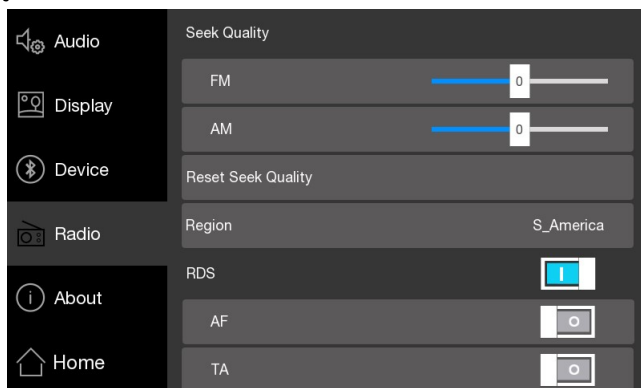 Audio
Display
Device
Radio
About
Home
Seek Quality
FM 0
AM 0
Reset Seek Quality
Region S_America
RDS
AF
TA